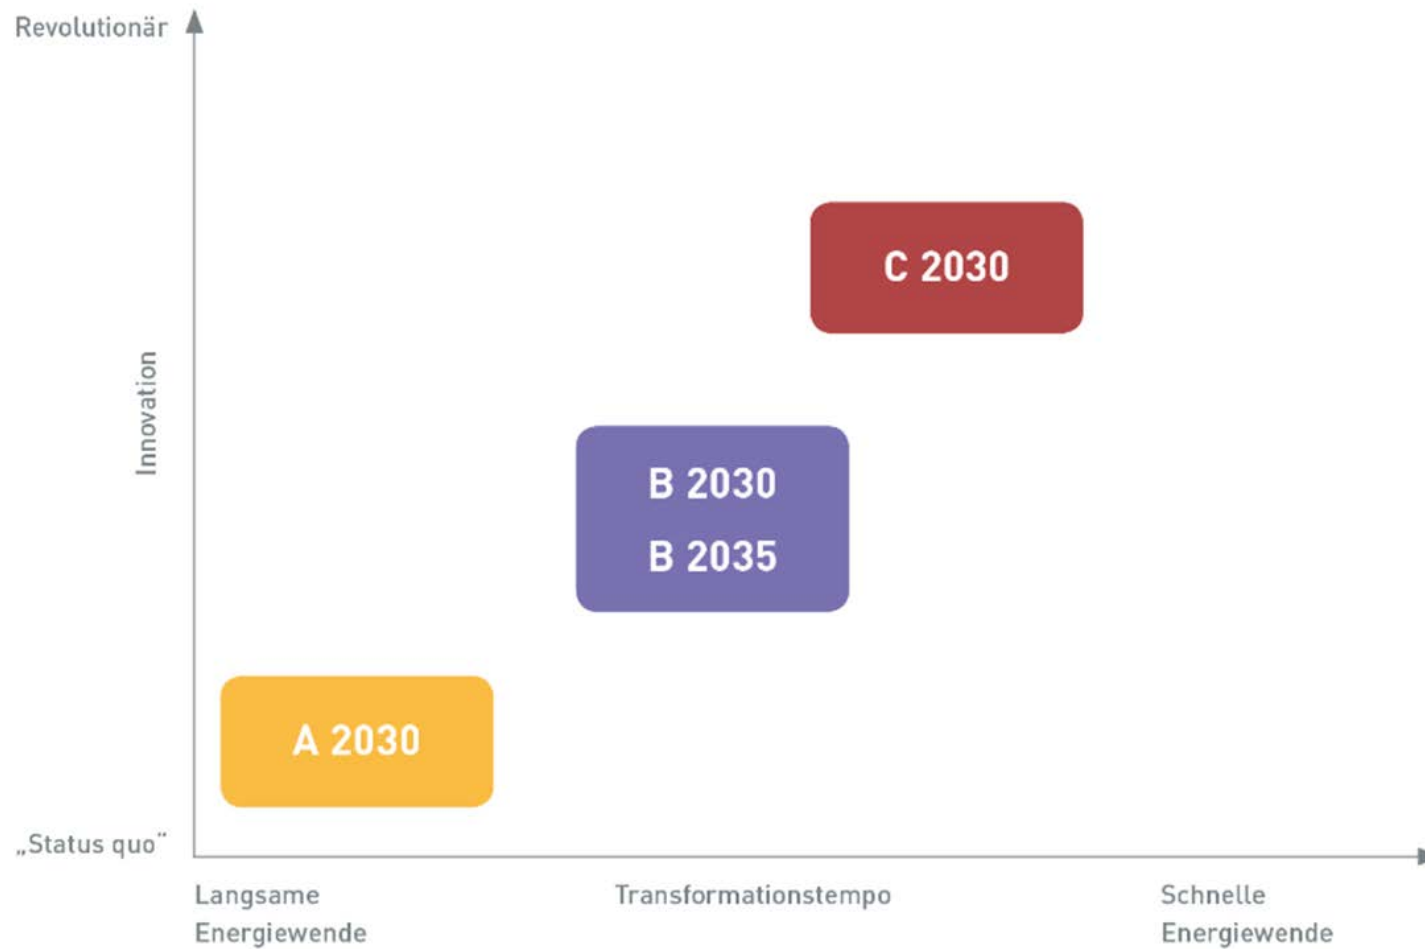 Revolutionär
C 2030
Innovation
B 2030
B 2035
A 2030
„Status quo“
Langsame
Energiewende
Transformationstempo
Schnelle
Energiewende